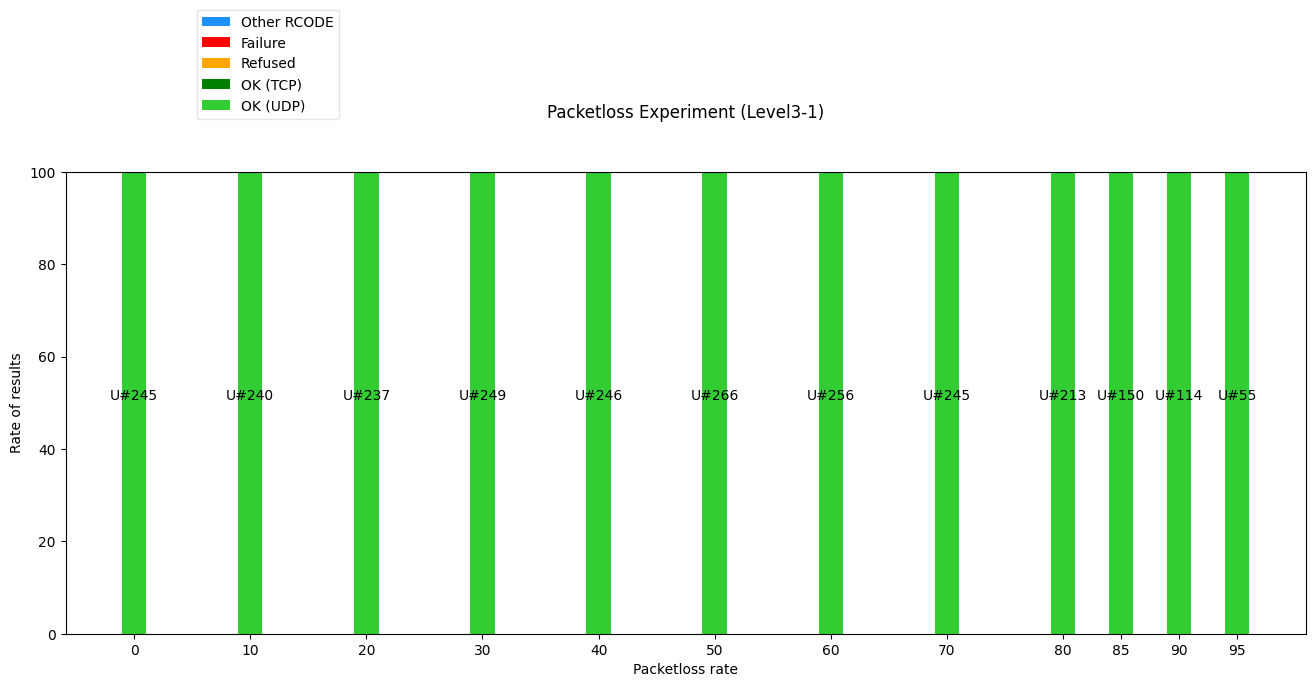 Other RCODE
Failure
Refused
OK (TCP)
OK (UDP)
Packetloss Experiment (Level3-1)
Rate of results
100
80
60
40
20
0
U#245 U#240 U#237 U#249 U#246 U#266 U#256 U#245 U#213 U#150 U#114 U#55
0 10 20 30 40 50 60 70 80 85 90 95
Packetloss rate